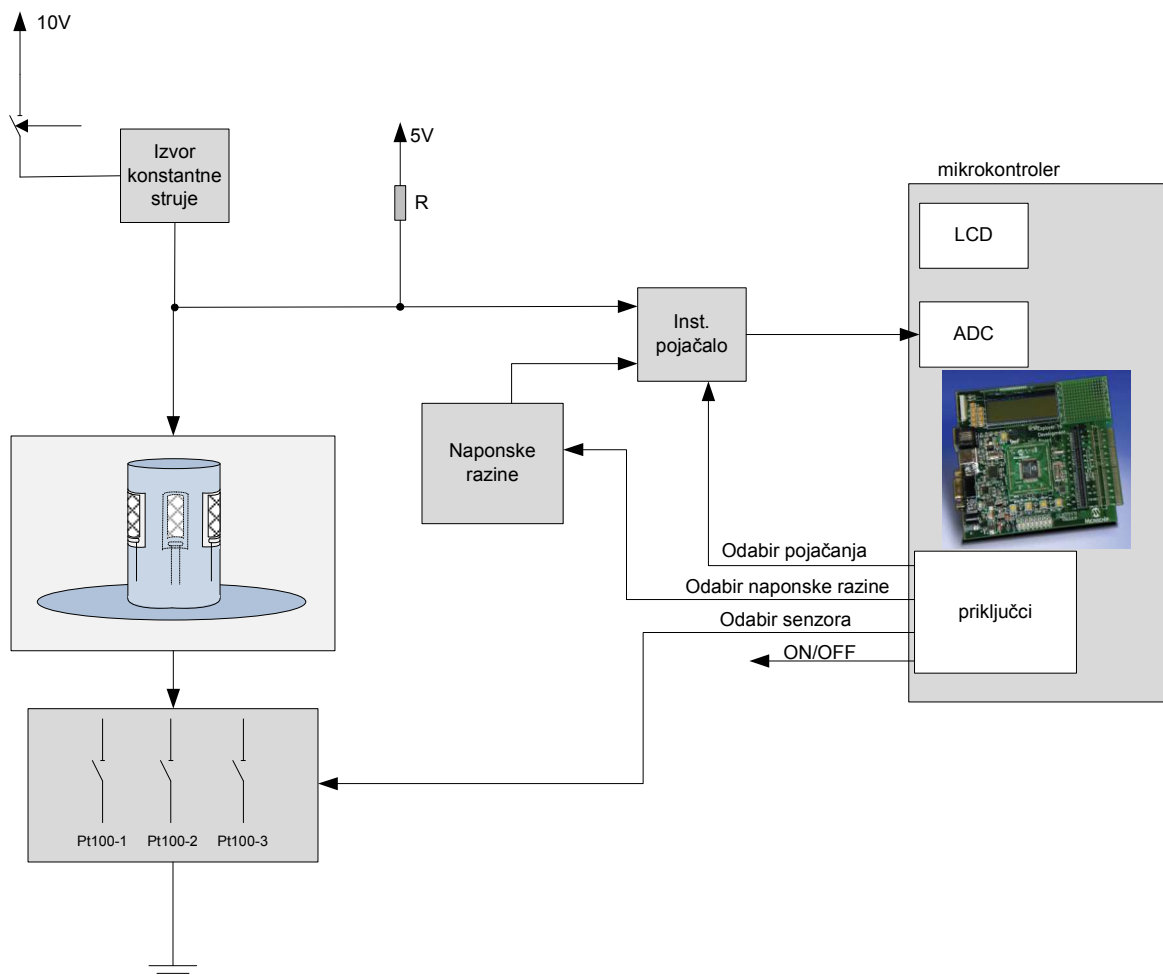 10V
Izvor
konstantne
struje
5V
R
mikrokontroler
LCD
Inst.
pojačalo
ADC
Naponske
razine
Odabir pojačanja
Odabir naponske razine
Odabir senzora
ON/OFF
priključci
Pt100-1 Pt100-2 Pt100-3